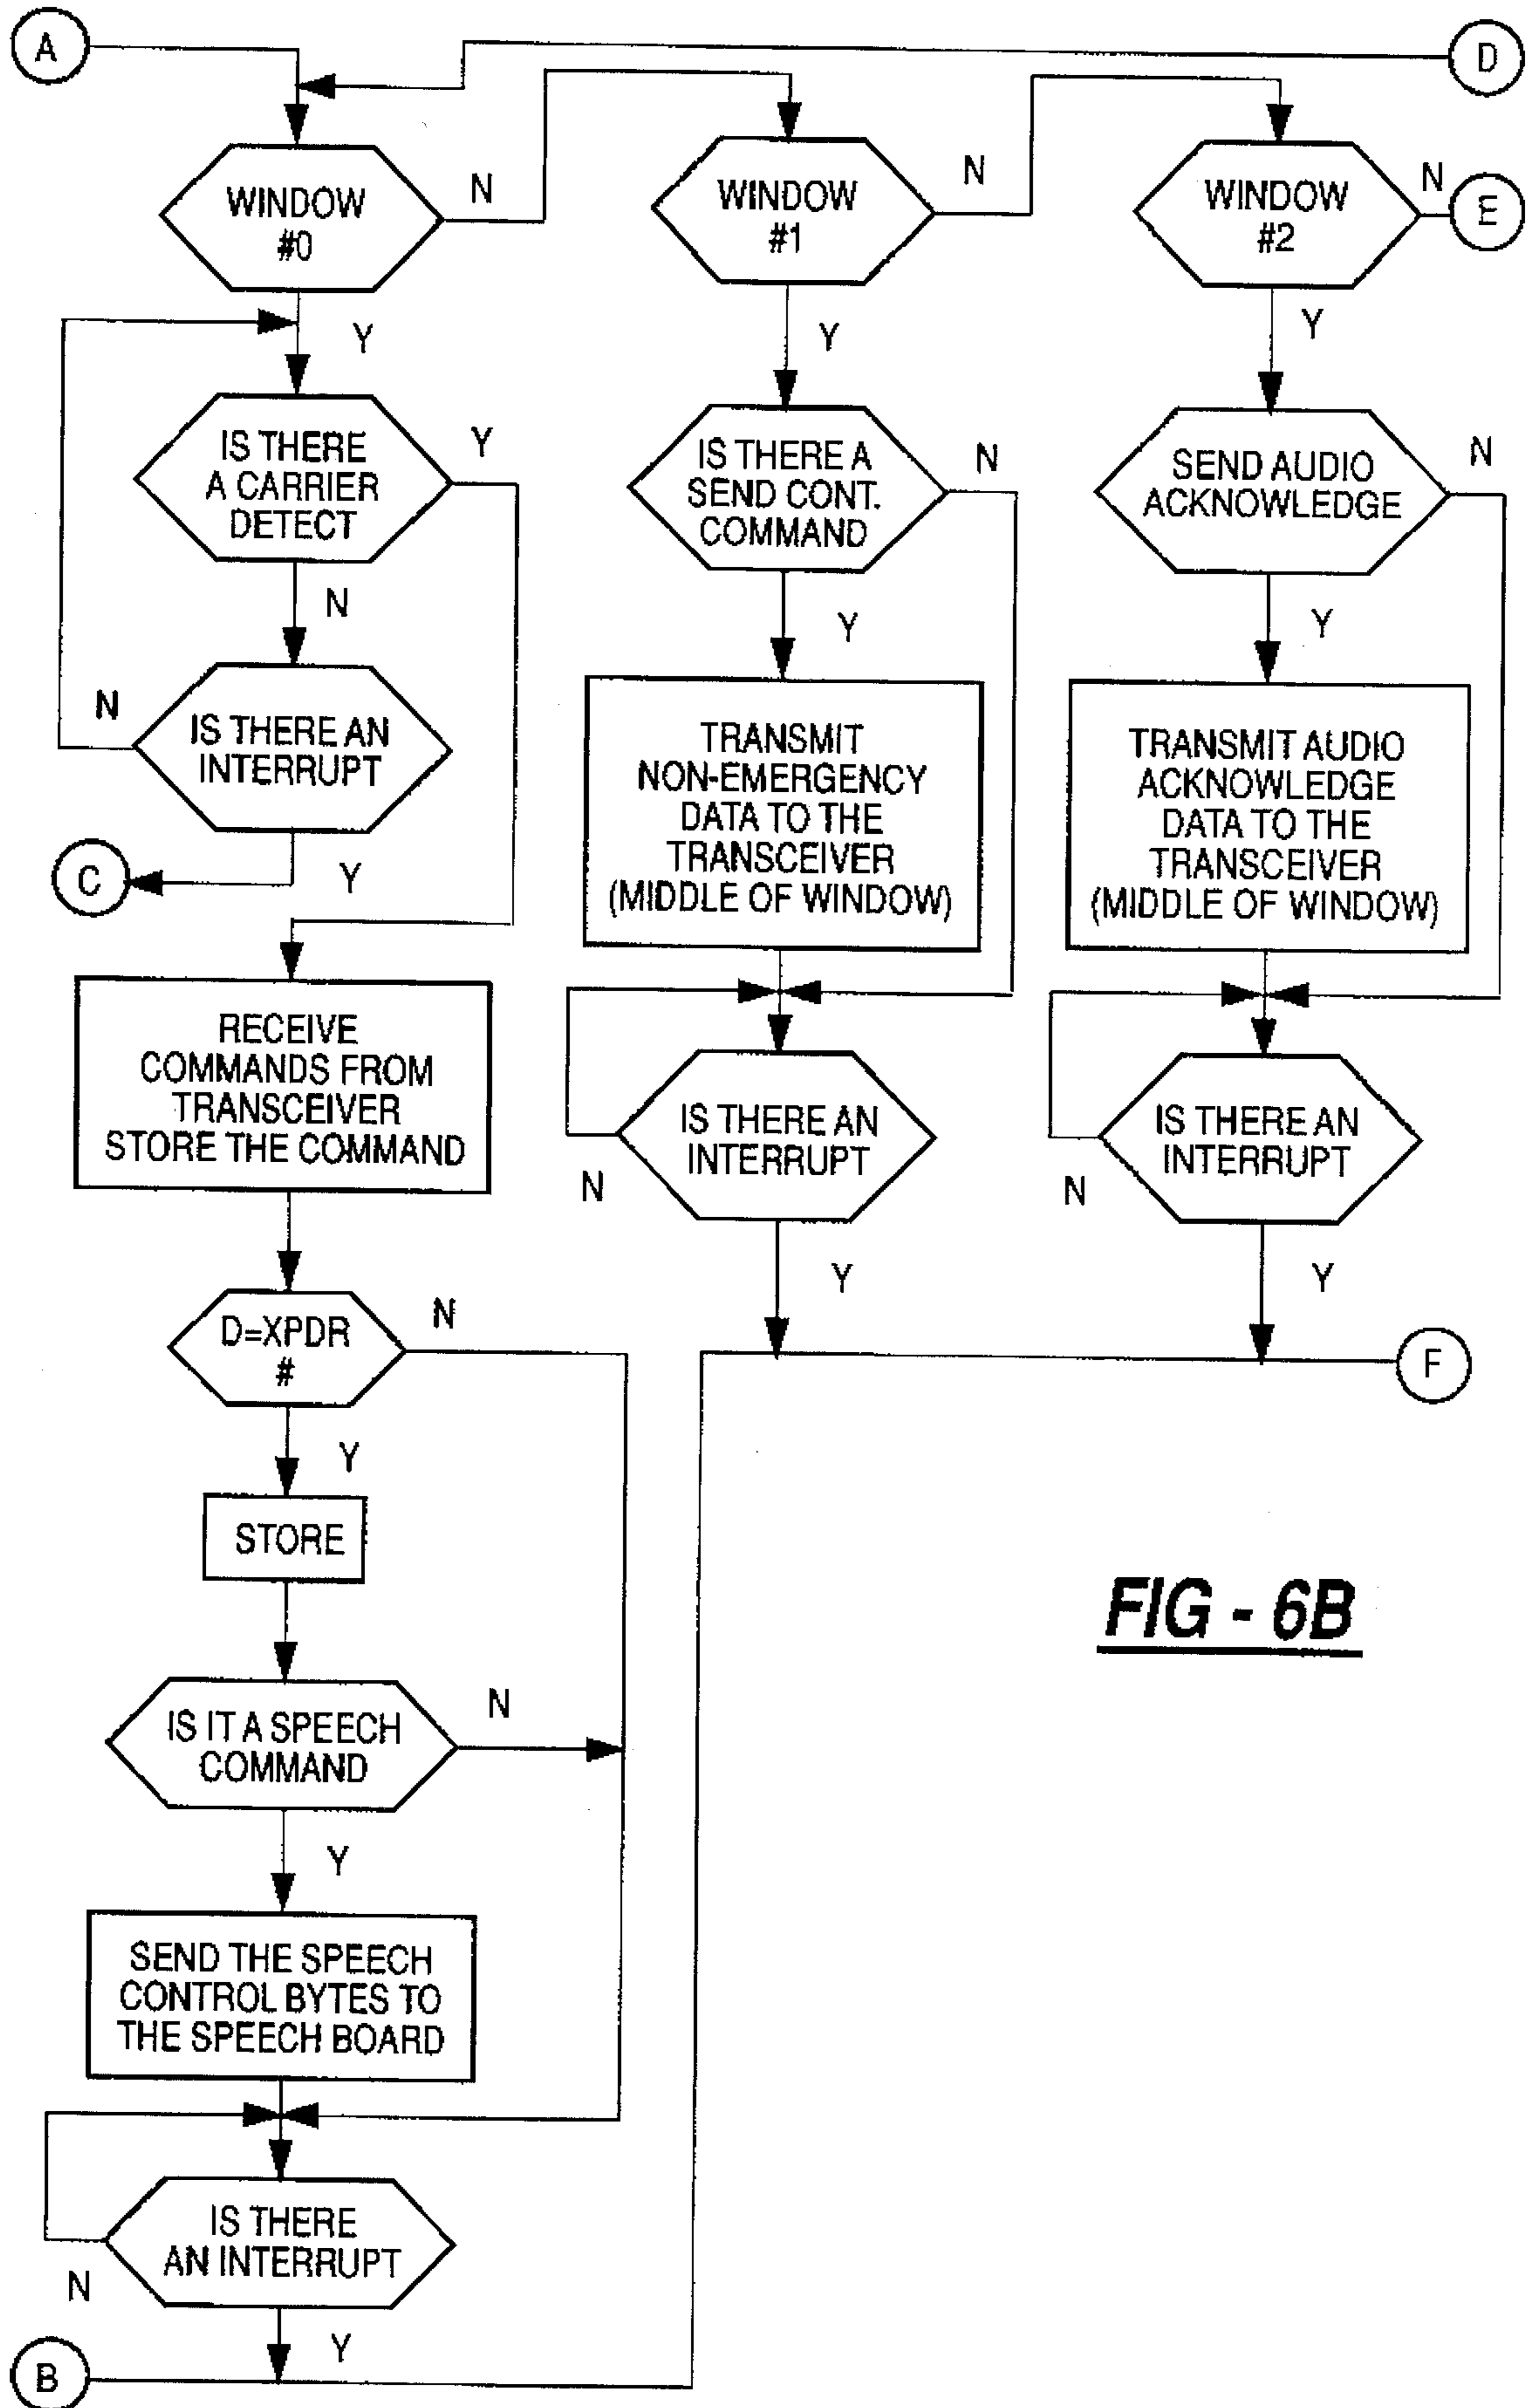 A
D
WINDOW
#0
N
WINDOW
#1
N
WINDOW
#2
N
E
Y
Y
Y
IS THERE
A CARRIER
DETECT
Y
N
IS THERE A
SEND CONT.
COMMAND
N
Y
SEND AUDIO
ACKNOWLEDGE
N
Y
IS THERE AN
INTERRUPT
N
Y
C
TRANSMIT
NON-EMERGENCY
DATA TO THE
TRANSCEIVER
(MIDDLE OF WINDOW)
TRANSMIT AUDIO
ACKNOWLEDGE
DATA TO THE
TRANSCEIVER
(MIDDLE OF WINDOW)
RECEIVE
COMMANDS FROM
TRANSCEIVER
STORE THE COMMAND
IS THERE AN
INTERRUPT
N
Y
IS THERE AN
INTERRUPT
N
Y
F
D=XPDR
#
N
Y
STORE
IS IT A SPEECH
COMMAND
N
Y
SEND THE SPEECH
CONTROL BYTES TO
THE SPEECH BOARD
IS THERE
AN INTERRUPT
N
Y
B
FIG - 6B